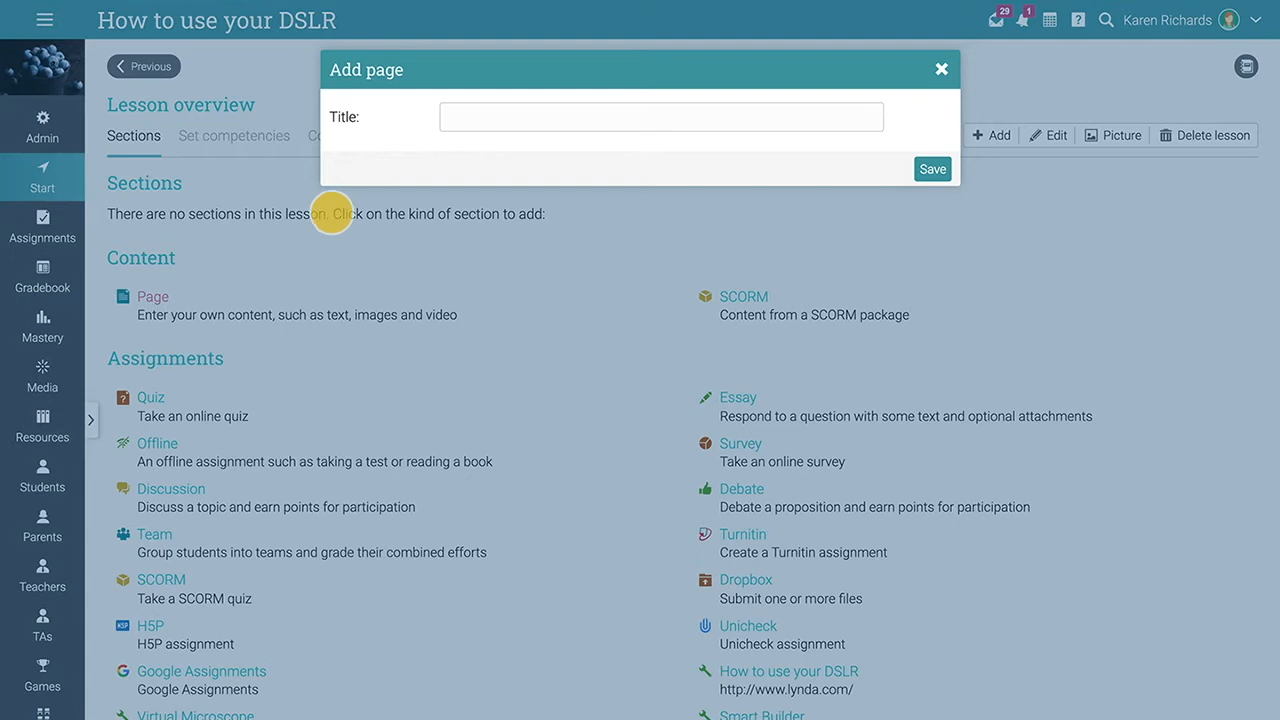 How to use your DSLR
29
1
Karen Richards
Previous
Add page
Title:
Save
Lesson overview
Sections
Set competencies
Add
Edit
Picture
Delete lesson
Admin
Start
Assignments
Gradebook
Mastery
Media
Resources
Students
Parents
Teachers
TAs
Games
Sections
There are no sections in this lesson. Click on the kind of section to add:
Content
Page
Enter your own content, such as text, images and video
SCORM
Content from a SCORM package
Assignments
Quiz
Take an online quiz
Essay
Respond to a question with some text and optional attachments
Offline
An offline assignment such as taking a test or reading a book
Survey
Take an online survey
Discussion
Discuss a topic and earn points for participation
Debate
Debate a proposition and earn points for participation
Team
Group students into teams and grade their combined efforts
Turnitin
Create a Turnitin assignment
SCORM
Take a SCORM quiz
Dropbox
Submit one or more files
H5P
H5P assignment
Unicheck
Unicheck assignment
Google Assignments
Google Assignments
How to use your DSLR
http://www.lynda.com/
Virtual Microscope
Smart Builder